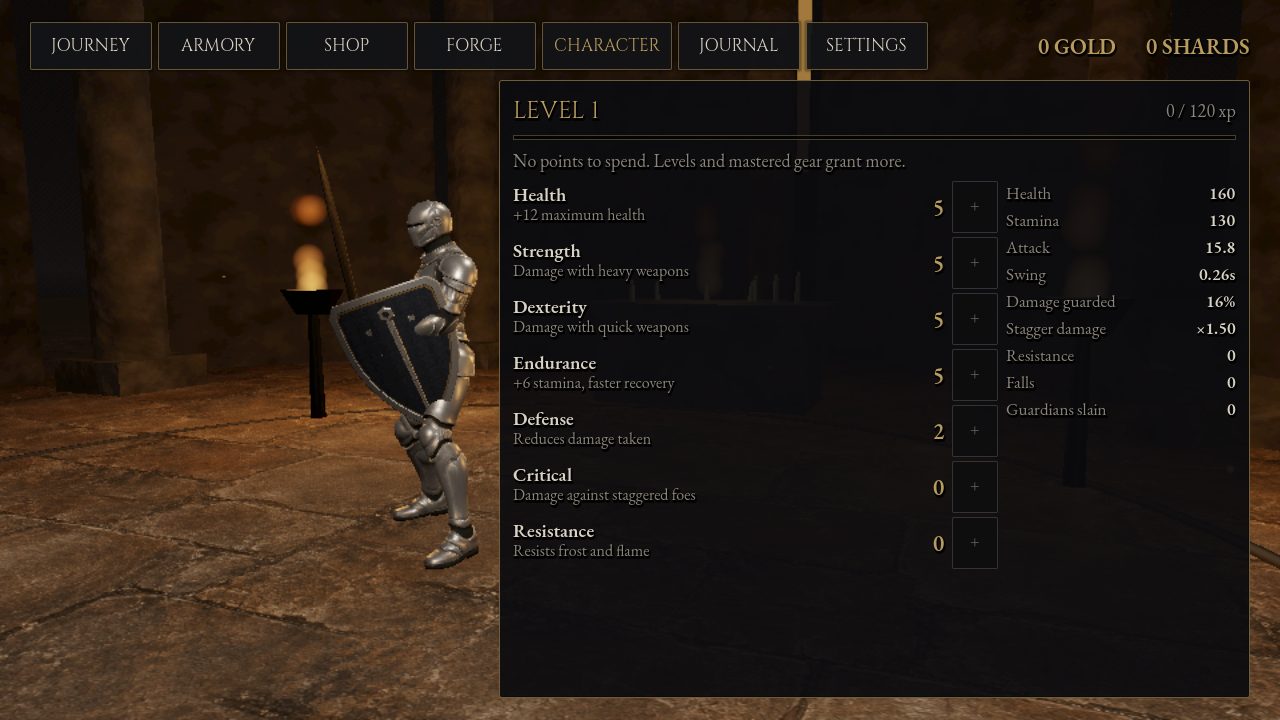 JOURNEY ARMORY SHOP FORGE CHARACTER JOURNAL SETTINGS 0 GOLD 0 SHARDS
LEVEL 1 0 / 120 xp
No points to spend. Levels and mastered gear grant more.
Health
+12 maximum health
5 +
Strength
Damage with heavy weapons
5 +
Dexterity
Damage with quick weapons
5 +
Endurance
+6 stamina, faster recovery
5 +
Defense
Reduces damage taken
2 +
Critical
Damage against staggered foes
0 +
Resistance
Resists frost and flame
0 +
Health 160
Stamina 130
Attack 15.8
Swing 0.26s
Damage guarded 16%
Stagger damage ×1.50
Resistance 0
Falls 0
Guardians slain 0